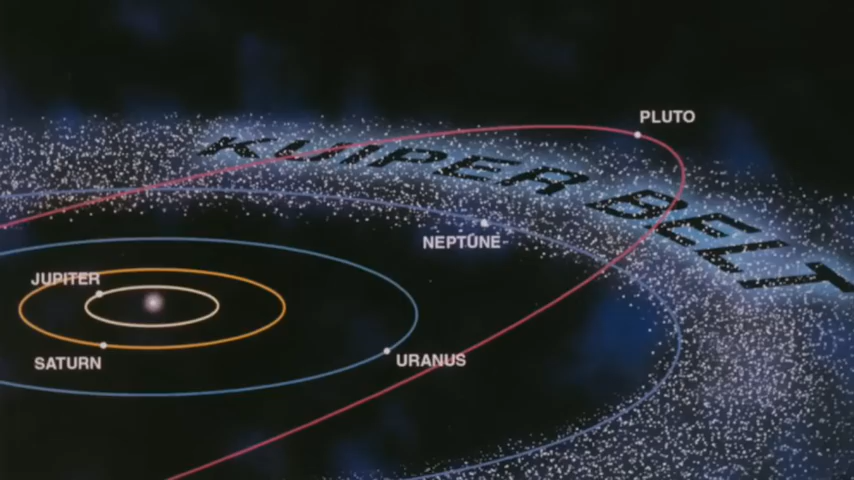 PLUTO
KUIPER BELT
NEPTUNE
JUPITER
SATURN
URANUS